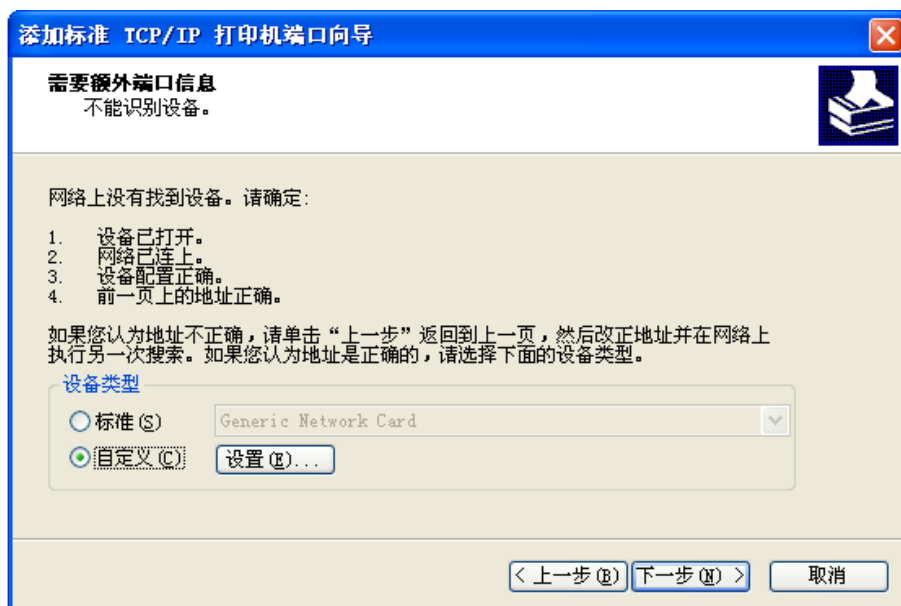 添加标准 TCP/IP 打印机端口向导
需要额外端口信息
不能识别设备。
网络上没有找到设备。请确定:
1. 设备已打开。
2. 网络已连上。
3. 设备配置正确。
4. 前一页上的地址正确。
如果您认为地址不正确,请单击“上一步”返回到上一页,然后改正地址并在网络上
执行另一次搜索。如果您认为地址是正确的,请选择下面的设备类型。
设备类型
标准(S) Generic Network Card
自定义(C) 设置(E)...
< 上一步(B) 下一步(N) > 取消